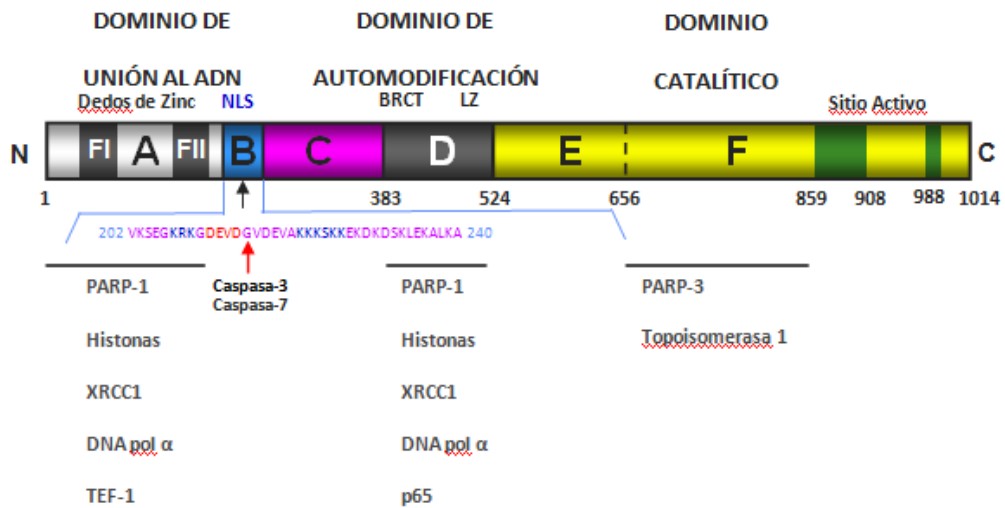 DOMINIO DE DOMINIO DE DOMINIO
UNIÓN AL ADN AUTOMODIFICACIÓN CATALÍTICO
Dedos de Zinc NLS BRCT LZ Sitio Activo
N FI A FII B C D E F C
1 383 524 656 859 908 988 1014
202 VKSEGKRKGDEVDGVDEVAKKKSKKEKDKDSKLEKALKA 240
PARP-1 Caspasa-3 PARP-1 PARP-3
Caspasa-7
Histonas Histonas Topoisomerasa 1
XRCC1 XRCC1
DNA pol α DNA pol α
TEF-1 p65